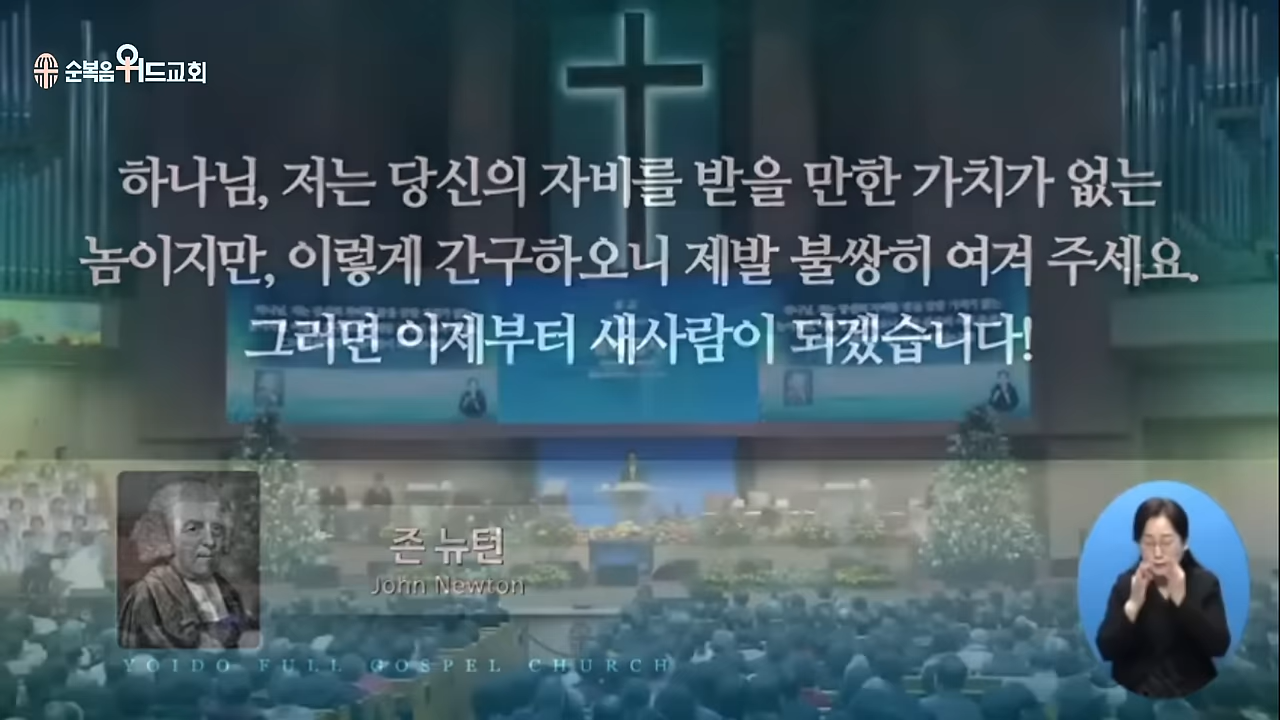 순복음위드교회
하나님, 저는 당신의 자비를 받을 만한 가치가 없는
놈이지만, 이렇게 간구하오니 제발 불쌍히 여겨 주세요.
그러면 이제부터 새사람이 되겠습니다!
존 뉴턴
John Newton
YOIDO FULL GOSPEL CHURCH